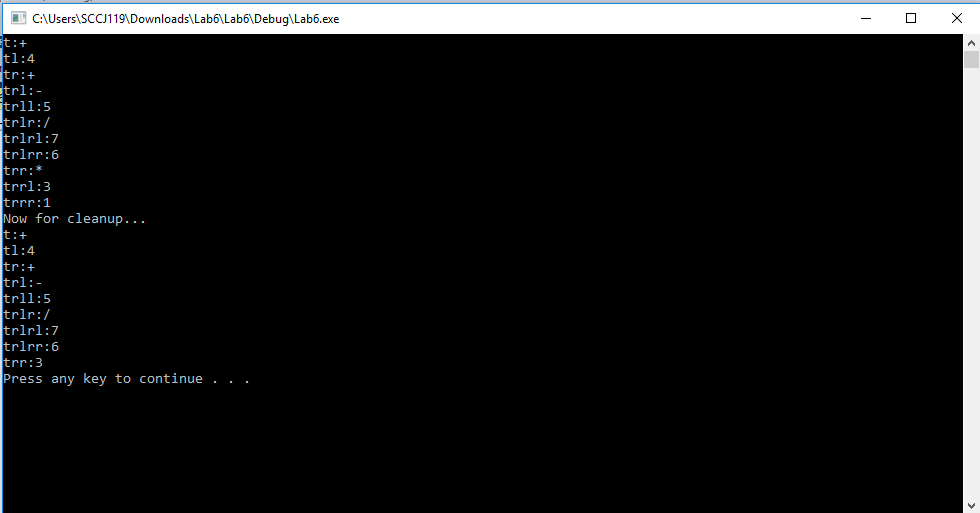 C:\Users\SCCJ119\Downloads\Lab6\Lab6\Debug\Lab6.exe
t:+
tl:4
tr:+
trl:-
trll:5
trlr:/
trlrl:7
trlrr:6
trr:*
trrl:3
trrr:1
Now for cleanup...
t:+
tl:4
tr:+
trl:-
trll:5
trlr:/
trlrl:7
trlrr:6
trr:3
Press any key to continue . . .